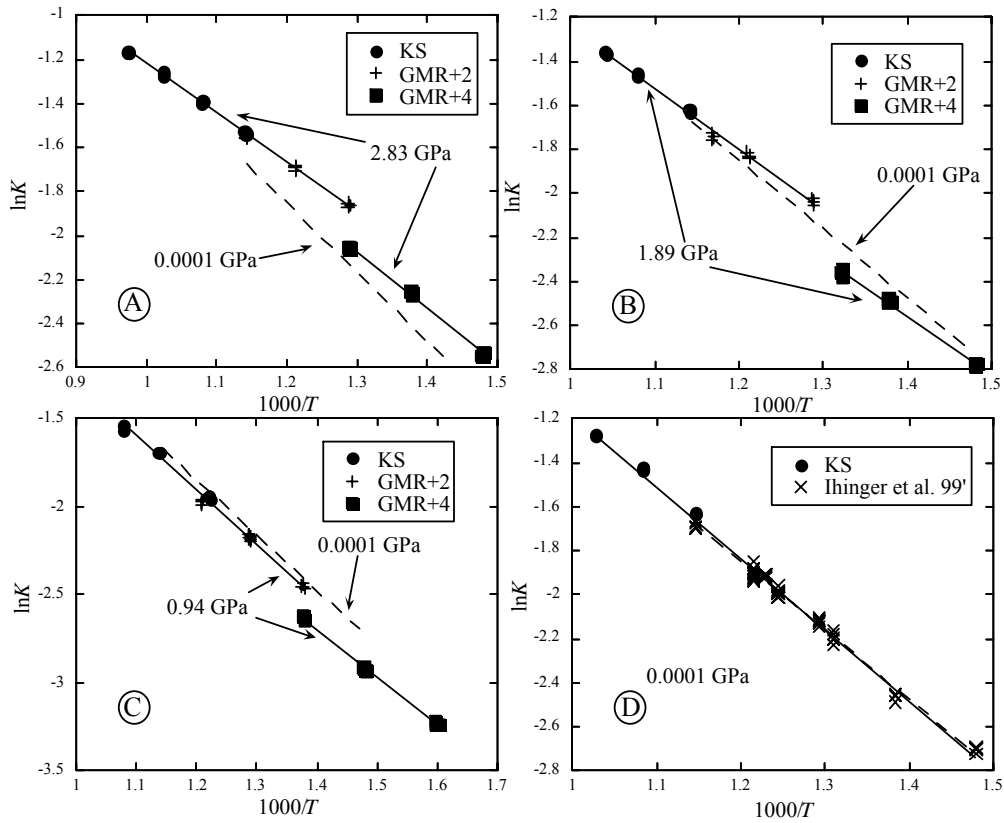 -1
-1.2
-1.4
-1.6
-1.8
-2
-2.2
-2.4
-2.6
lnK
0.9
1
1.1
1.2
1.3
1.4
1.5
1000/T
KS
GMR+2
GMR+4
2.83 GPa
0.0001 GPa
A
-1.2
-1.4
-1.6
-1.8
-2
-2.2
-2.4
-2.6
-2.8
lnK
1
1.1
1.2
1.3
1.4
1.5
1000/T
KS
GMR+2
GMR+4
0.0001 GPa
1.89 GPa
B
-1.5
-2
-2.5
-3
-3.5
lnK
1
1.1
1.2
1.3
1.4
1.5
1.6
1.7
1000/T
KS
GMR+2
GMR+4
0.0001 GPa
0.94 GPa
C
-1.2
-1.4
-1.6
-1.8
-2
-2.2
-2.4
-2.6
-2.8
lnK
1
1.1
1.2
1.3
1.4
1.5
1000/T
KS
Ihinger et al. 99'
0.0001 GPa
D